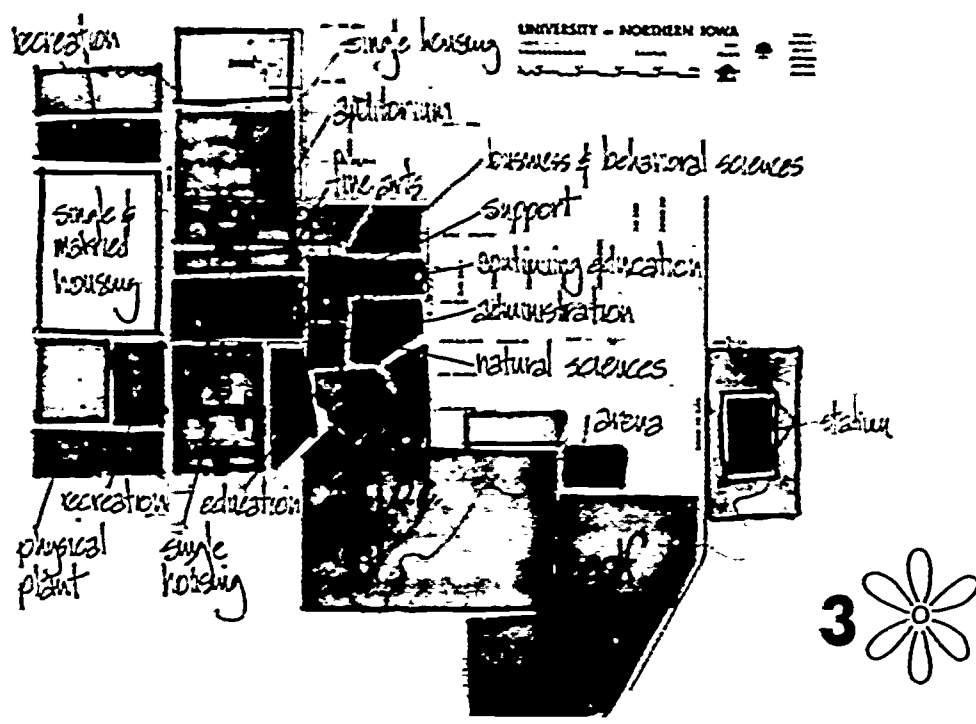 recreation
single housing
UNIVERSITY of NORTHERN IOWA
auditorium
fine arts
business & behavioral sciences
support
single &
married
housing
continuing education
administration
natural sciences
arena
recreation
education
physical
plant
single
housing
3